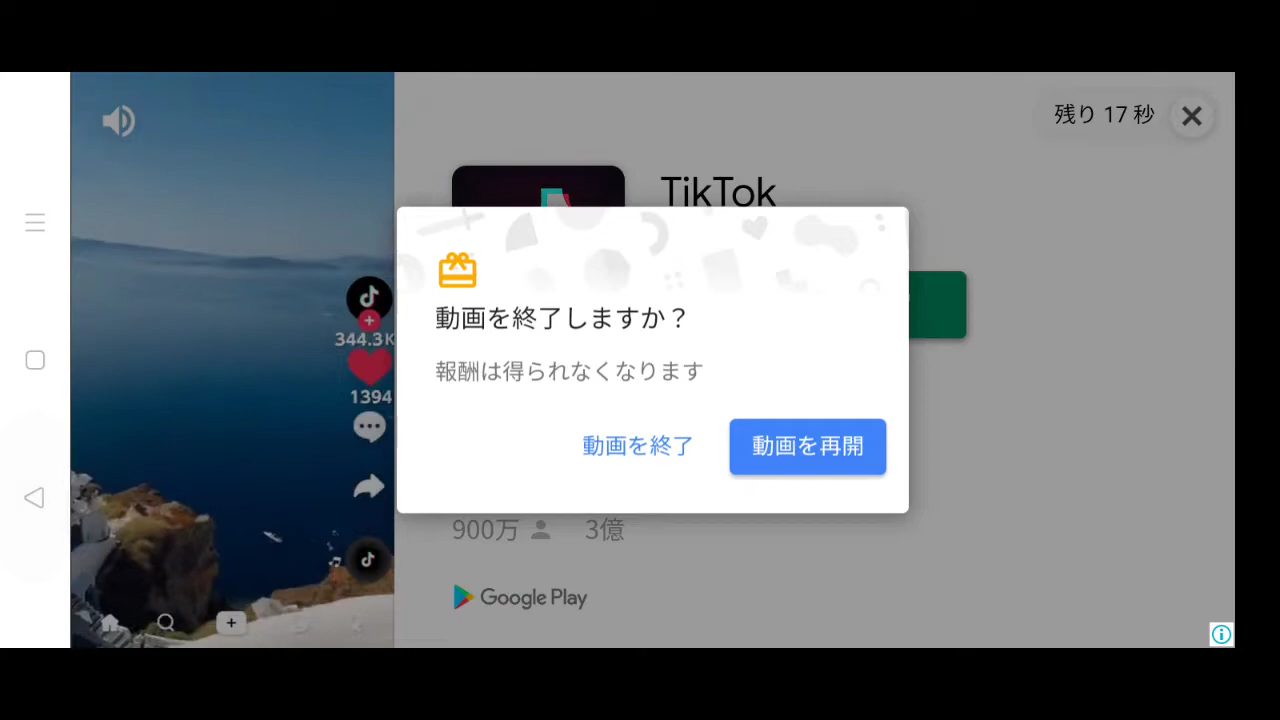 残り 17 秒
TikTok
344.3K
1394
動画を終了しますか？
報酬は得られなくなります
動画を終了
動画を再開
900万
3億
Google Play